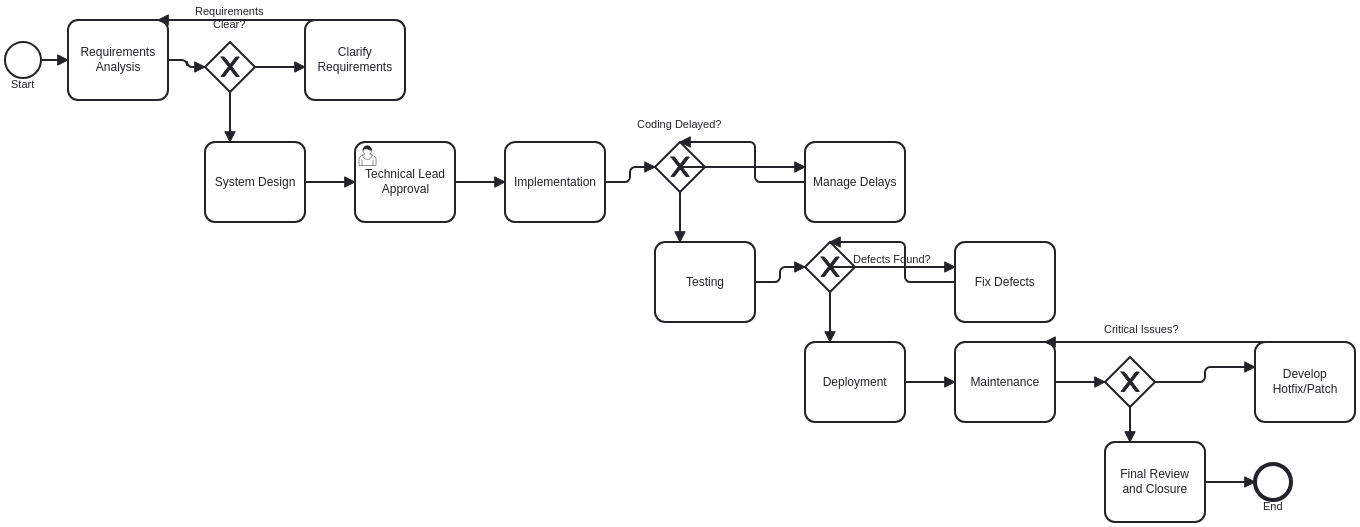 Requirements
Clear?
Start
Requirements
Analysis
Clarify
Requirements
System Design
Technical Lead
Approval
Implementation
Coding Delayed?
Manage Delays
Testing
Defects Found?
Fix Defects
Deployment
Maintenance
Critical Issues?
Develop
Hotfix/Patch
Final Review
and Closure
End